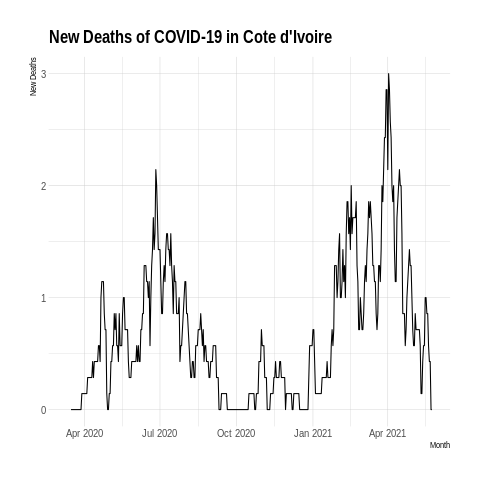 New Deaths of COVID-19 in Cote d'Ivoire
New Deaths
3
2
1
0
Apr 2020 Jul 2020 Oct 2020 Jan 2021 Apr 2021
Month